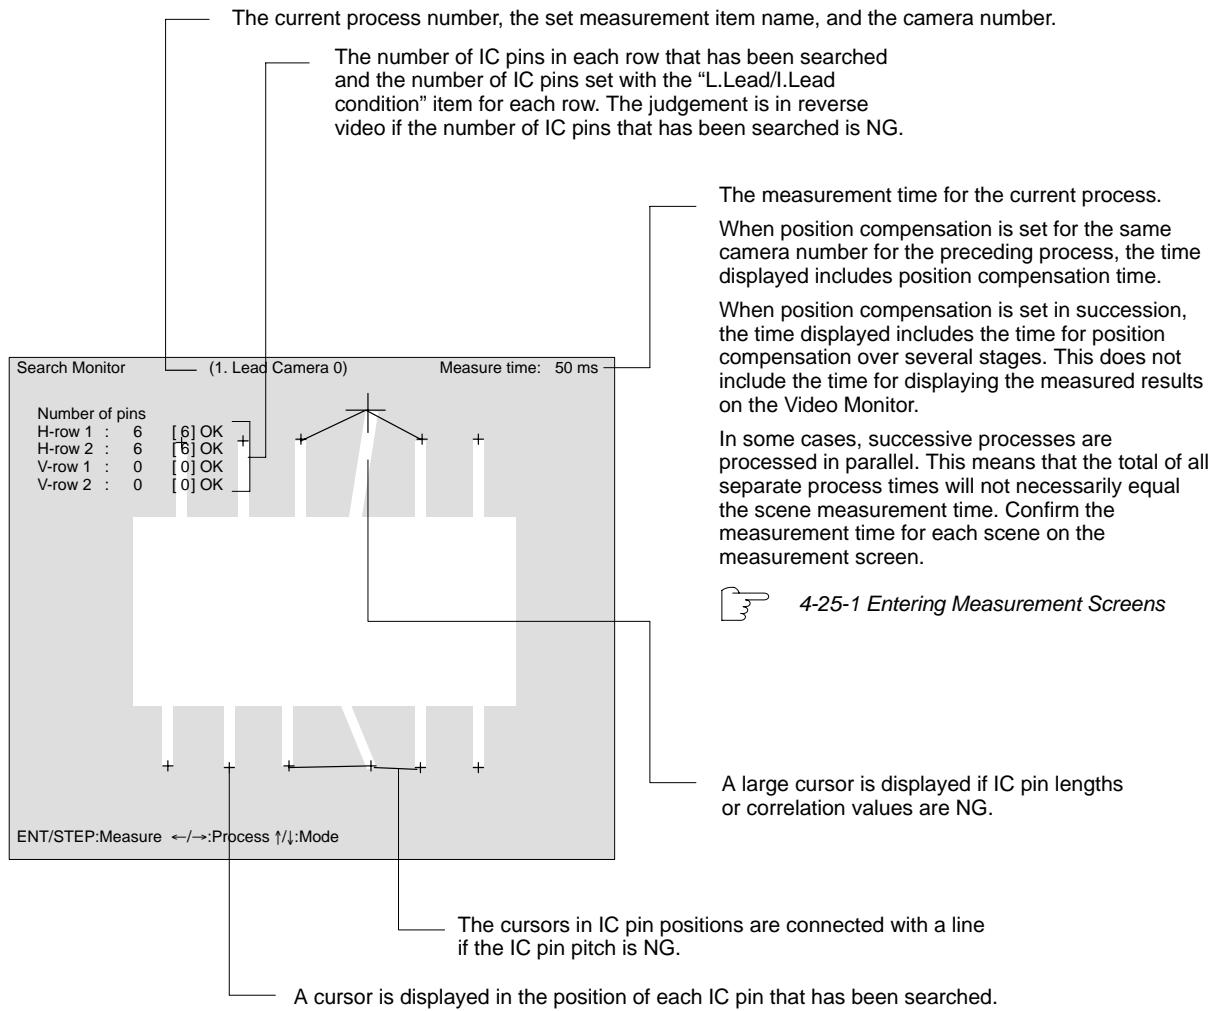 The current process number, the set measurement item name, and the camera number.
The number of IC pins in each row that has been searched
and the number of IC pins set with the “L.Lead/I.Lead
condition” item for each row. The judgement is in reverse
video if the number of IC pins that has been searched is NG.
The measurement time for the current process.
When position compensation is set for the same
camera number for the preceding process, the time
displayed includes position compensation time.
When position compensation is set in succession,
the time displayed includes the time for position
compensation over several stages. This does not
include the time for displaying the measured results
on the Video Monitor.
In some cases, successive processes are
processed in parallel. This means that the total of all
separate process times will not necessarily equal
the scene measurement time. Confirm the
measurement time for each scene on the
measurement screen.
4-25-1 Entering Measurement Screens
Search Monitor (1. Lead Camera 0) Measure time: 50 ms
Number of pins
H-row 1 : 6 [ 6] OK
H-row 2 : 6 [ 6] OK
V-row 1 : 0 [ 0] OK
V-row 2 : 0 [ 0] OK
ENT/STEP:Measure ←/→:Process ↑/↓:Mode
A large cursor is displayed if IC pin lengths
or correlation values are NG.
The cursors in IC pin positions are connected with a line
if the IC pin pitch is NG.
A cursor is displayed in the position of each IC pin that has been searched.